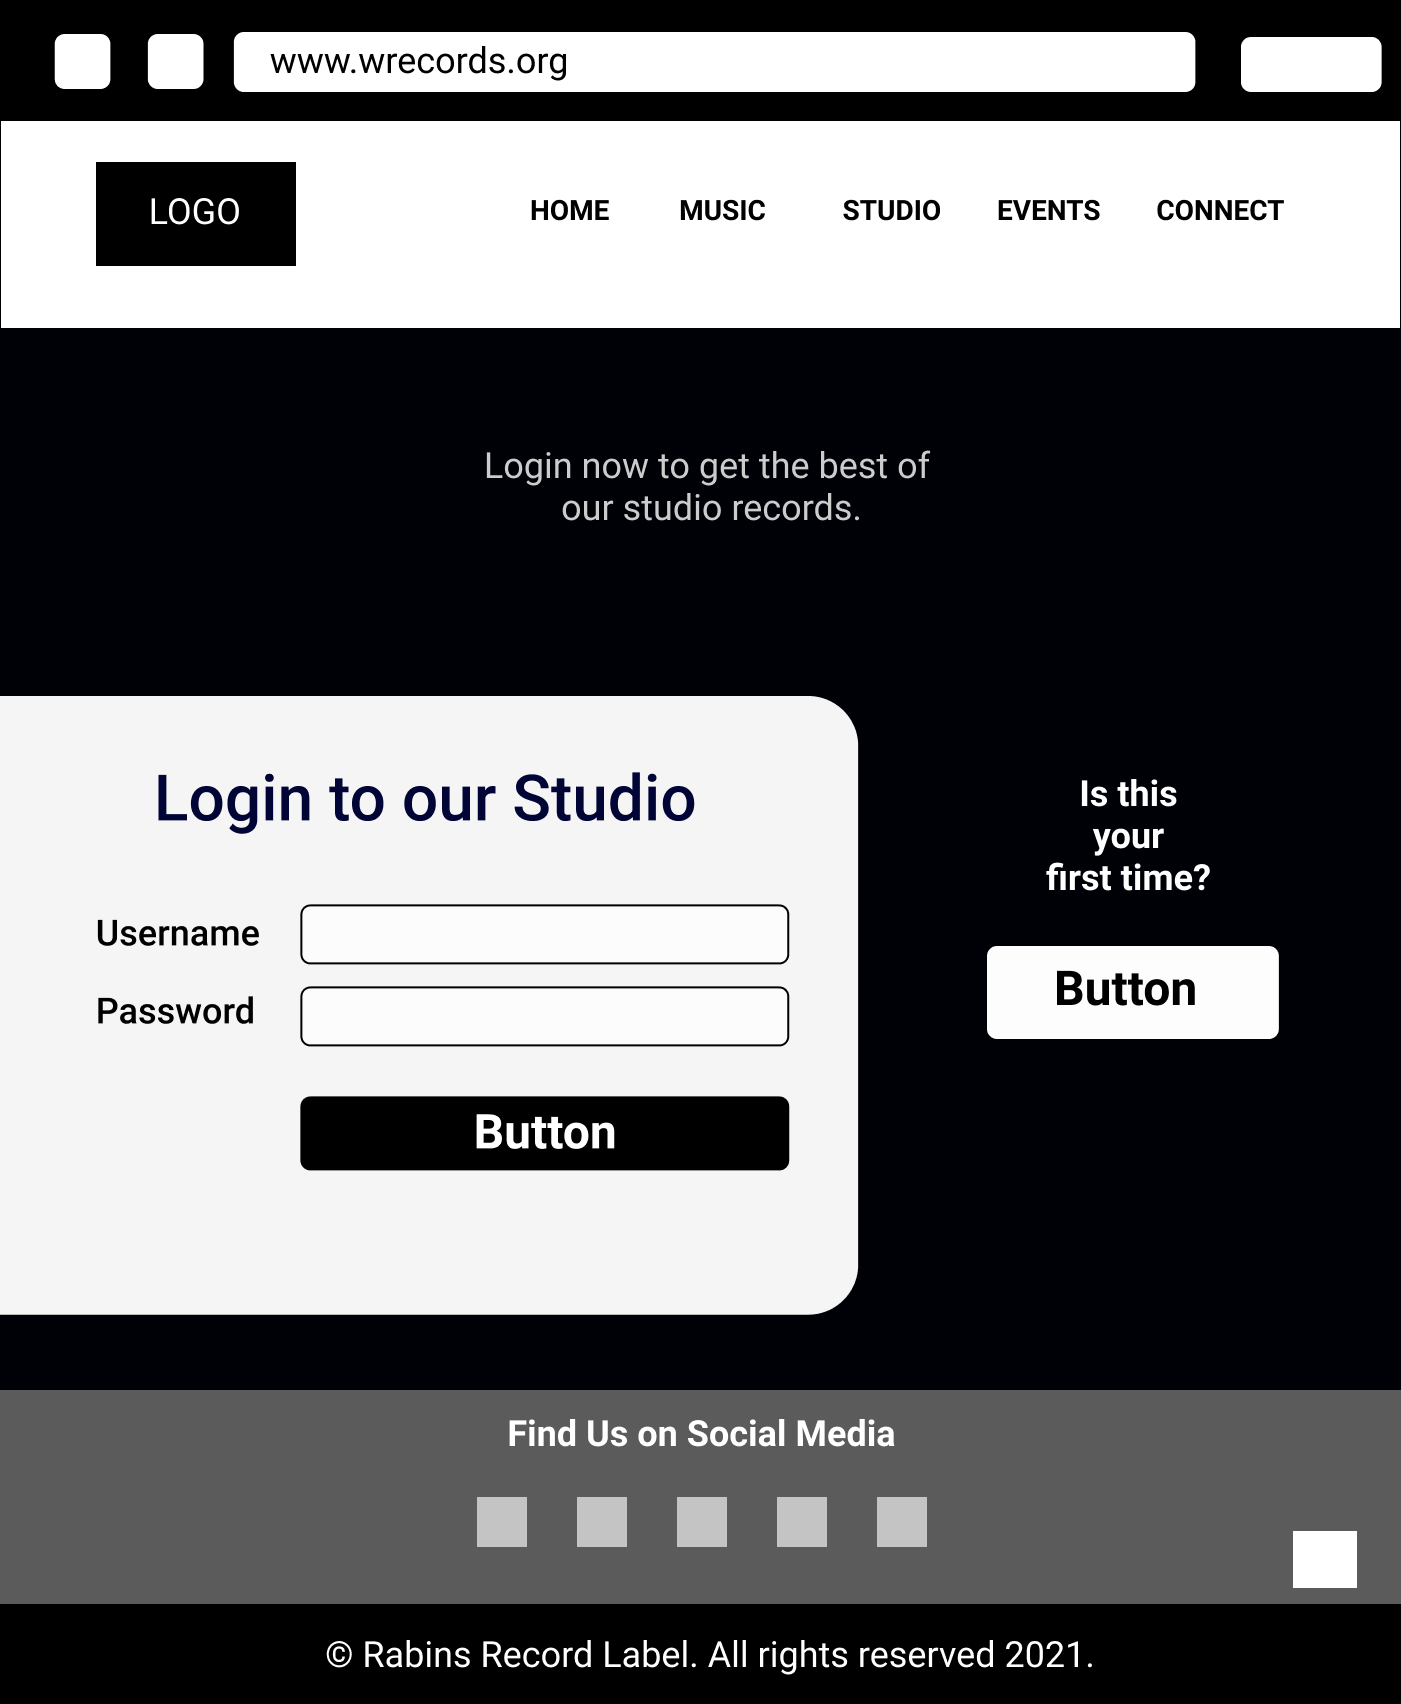 www.wrecords.org
LOGO
HOME MUSIC STUDIO EVENTS CONNECT
Login now to get the best of
our studio records.
Login to our Studio
Username
Password
Button
Is this
your
first time?
Button
Find Us on Social Media
© Rabins Record Label. All rights reserved 2021.